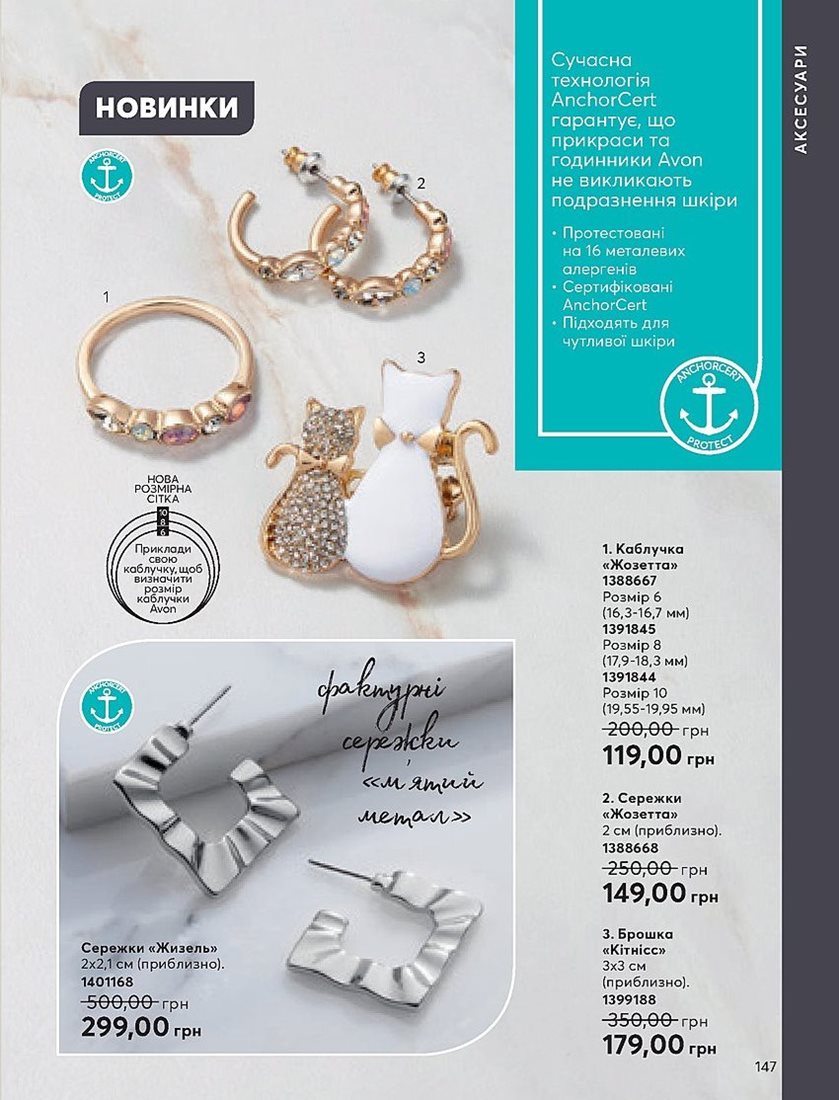 АКСЕСУАРИ
НОВИНКИ
ANCHORCERT
PROTECT
Сучасна
технологія
AnchorCert
гарантує, що
прикраси та
годинники Avon
не викликають
подразнення шкіри
• Протестовані
на 16 металевих
алергенів
• Сертифіковані
AnchorCert
• Підходять для
чутливої шкіри
ANCHORCERT
PROTECT
1
2
3
НОВА
РОЗМІРНА
СІТКА
10
8
6
Приклади
свою
каблучку, щоб
визначити
розмір
каблучки
Avon
1. Каблучка
«Жозетта»
1388667
Розмір 6
(16,3-16,7 мм)
1391845
Розмір 8
(17,9-18,3 мм)
1391844
Розмір 10
(19,55-19,95 мм)
200,00 грн
119,00 грн
2. Сережки
«Жозетта»
2 см (приблизно).
1388668
250,00 грн
149,00 грн
3. Брошка
«Кітнісс»
3х3 см
(приблизно).
1399188
350,00 грн
179,00 грн
ANCHORCERT
PROTECT
фактурні
сережки
«м'ятий
метал»
Сережки «Жизель»
2х2,1 см (приблизно).
1401168
500,00 грн
299,00 грн
147